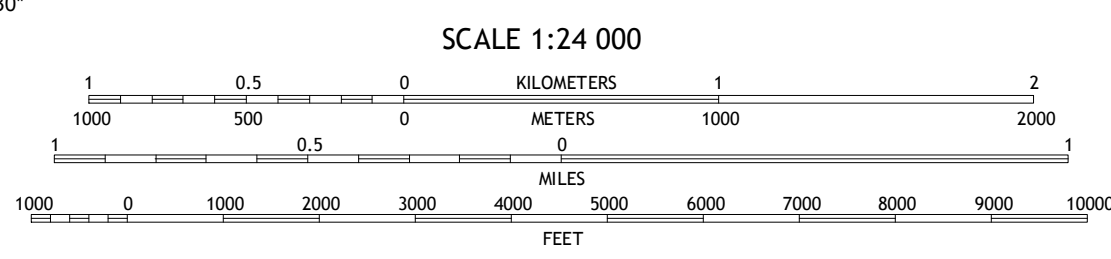 30"
SCALE 1:24 000
1 0.5 0 KILOMETERS 1 2
1000 500 0 METERS 1000 2000
1 0.5 0 1
MILES
1000 0 1000 2000 3000 4000 5000 6000 7000 8000 9000 10000
FEET